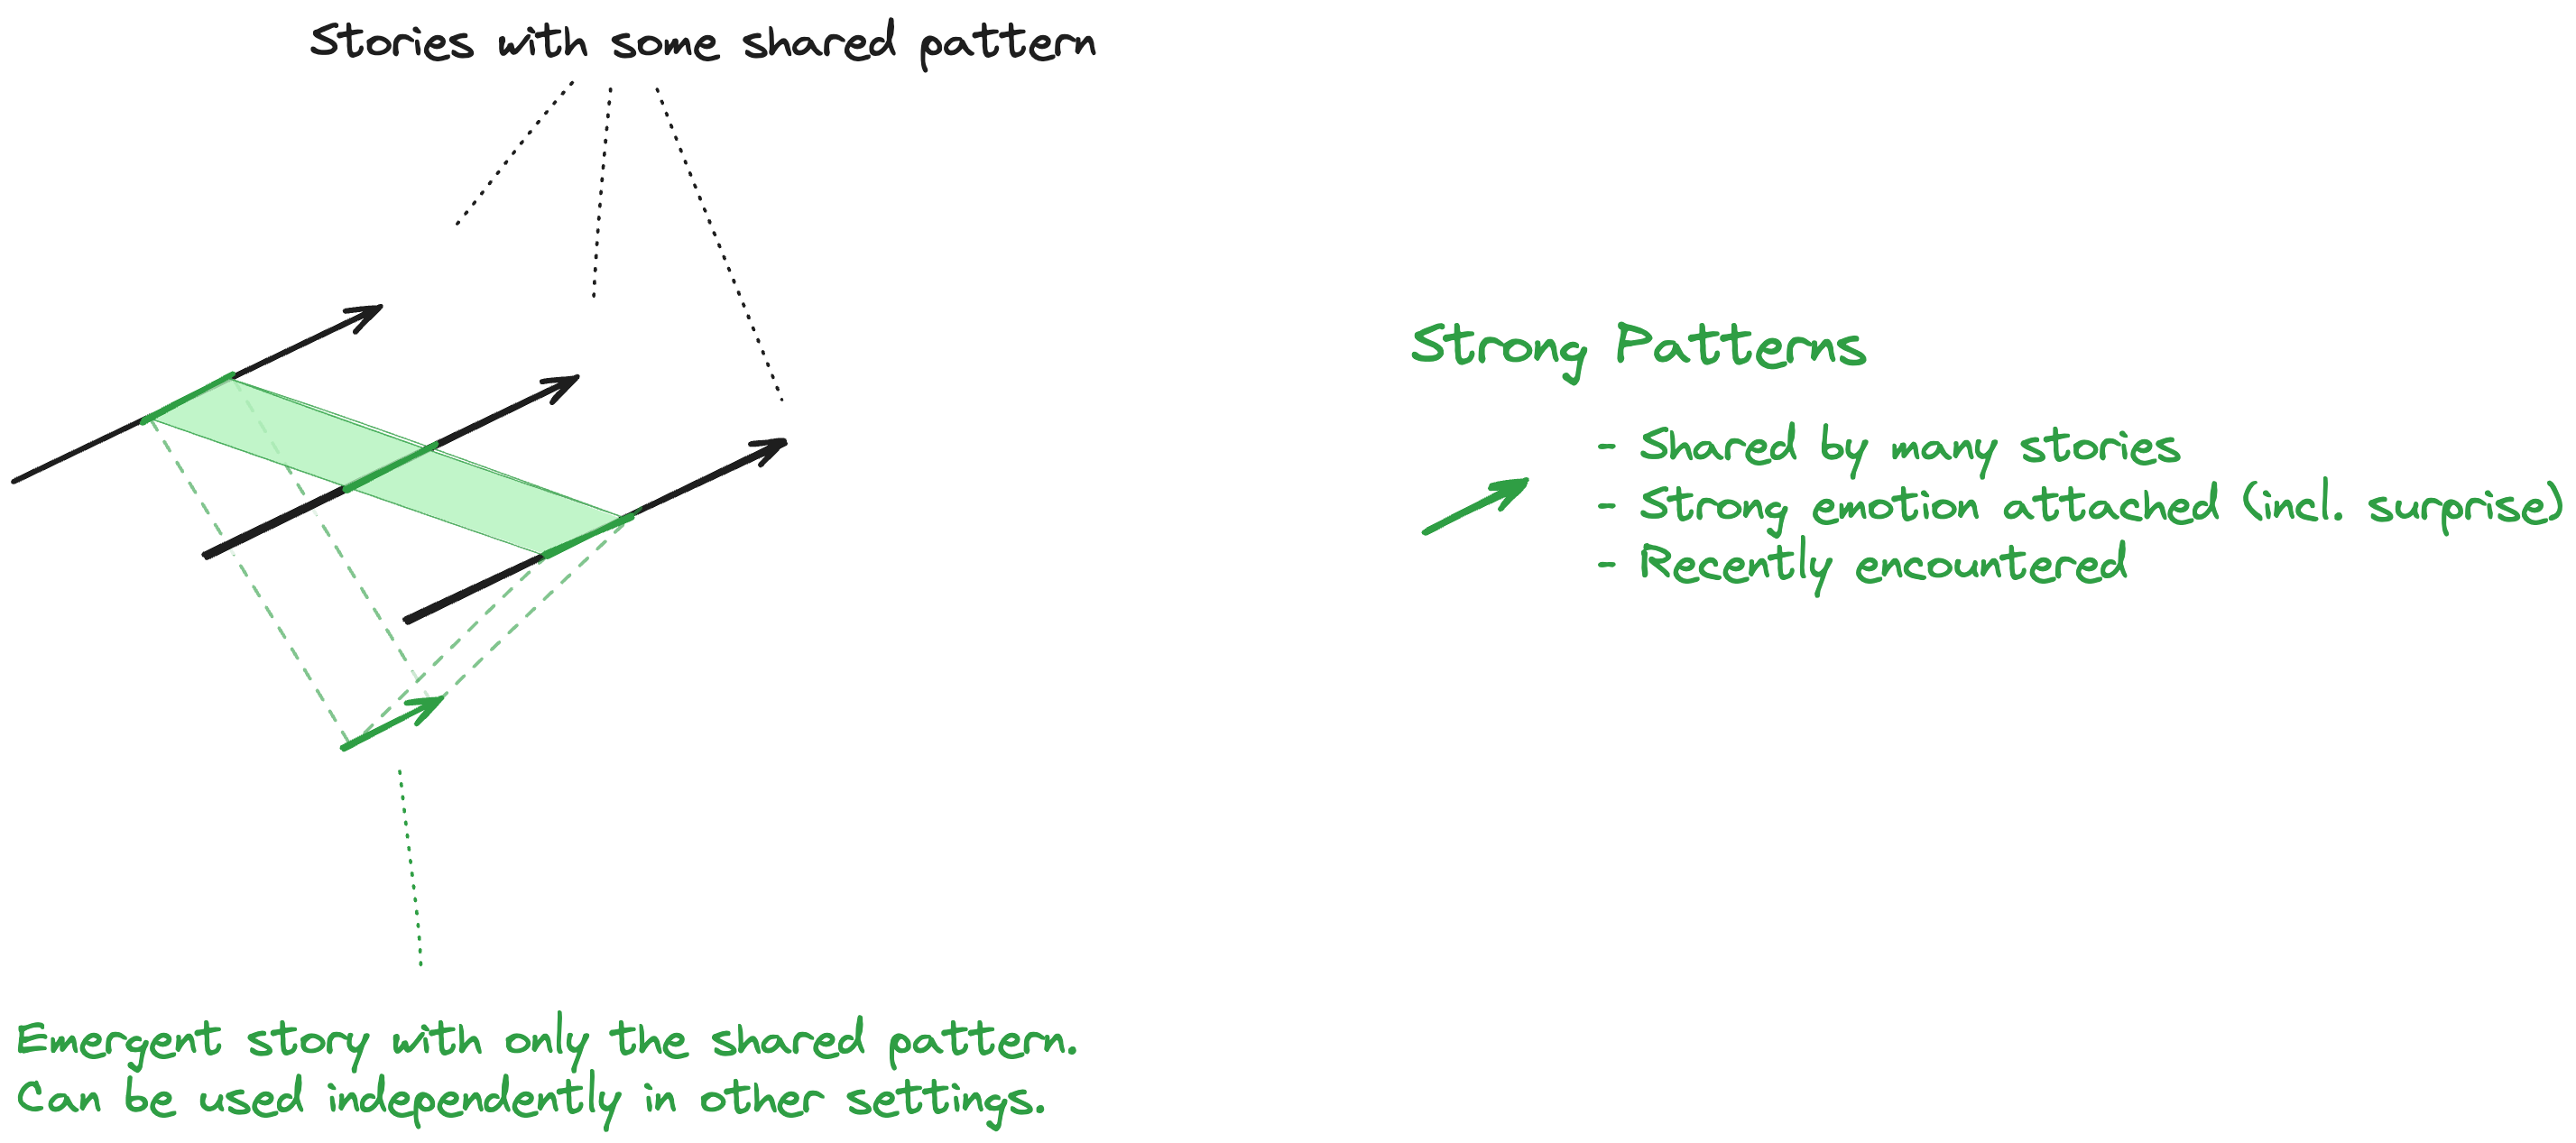 Stories with some shared pattern
Strong Patterns
- Shared by many stories
- Strong emotion attached (incl. surprise)
- Recently encountered
Emergent story with only the shared pattern.
Can be used independently in other settings.